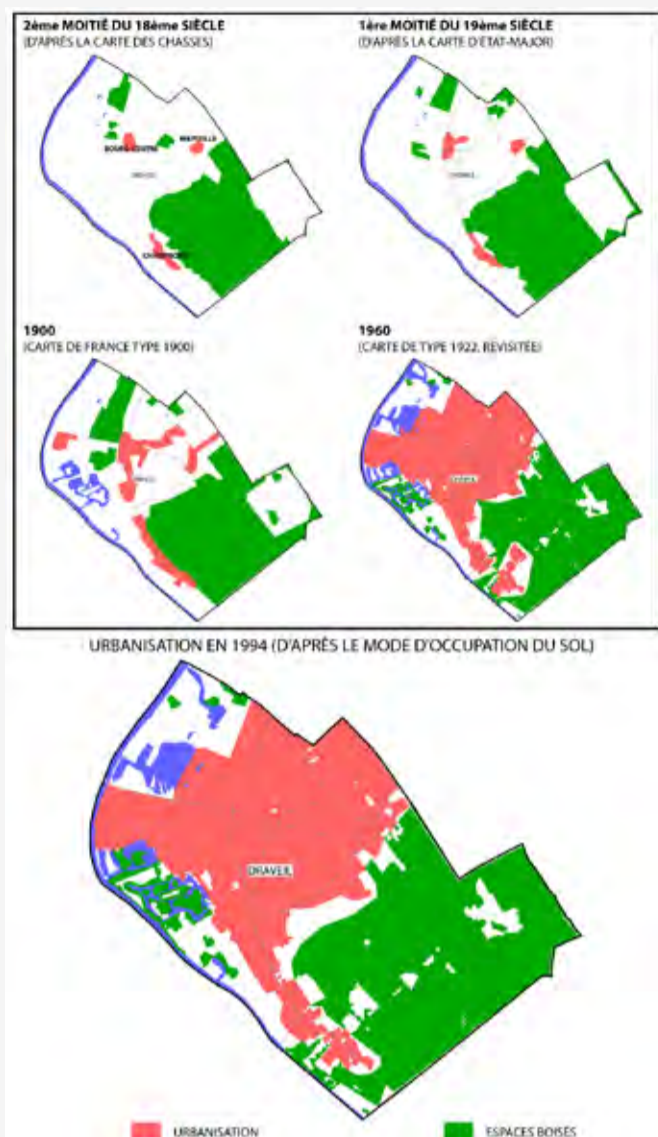 2ème MOITIÉ DU 18ème SIÈCLE
(D'APRÈS LA CARTE DES CHASSES)
1ère MOITIÉ DU 19ème SIÈCLE
(D'APRÈS LA CARTE D'ÉTAT-MAJOR)
1900
(CARTE DE FRANCE TYPE 1900)
1960
(CARTE DE TYPE 1922, REVISITÉE)
URBANISATION EN 1994 (D'APRÈS LE MODE D'OCCUPATION DU SOL)
DRAVEIL
URBANISATION
ESPACES BOISÉS